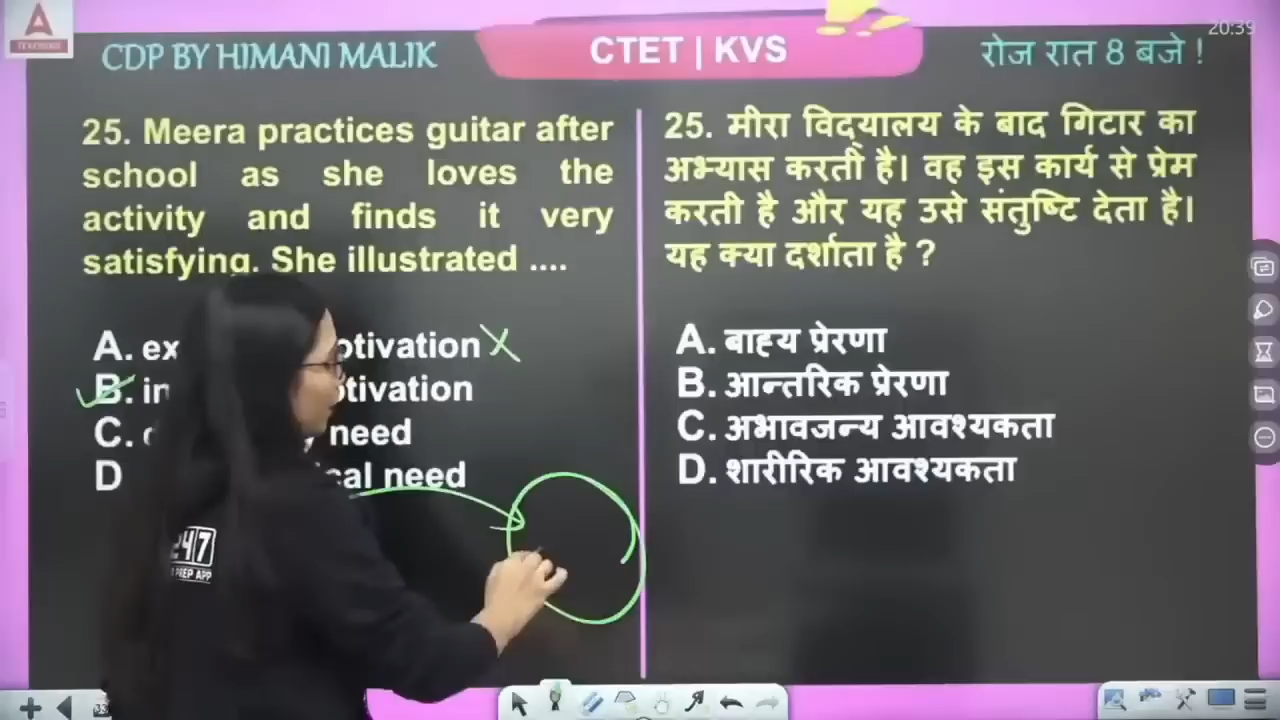 CDP BY HIMANI MALIK
CTET | KVS
रोज रात 8 बजे !
20:39
25. Meera practices guitar after
school as she loves the
activity and finds it very
satisfying. She illustrated ....
A. ex otivation
B. in otivation
C. need
D cal need
25. मीरा विद्यालय के बाद गिटार का
अभ्यास करती है। वह इस कार्य से प्रेम
करती है और यह उसे संतुष्टि देता है।
यह क्या दर्शाता है ?
A. बाह्य प्रेरणा
B. आन्तरिक प्रेरणा
C. अभावजन्य आवश्यकता
D. शारीरिक आवश्यकता
247
PREP APP